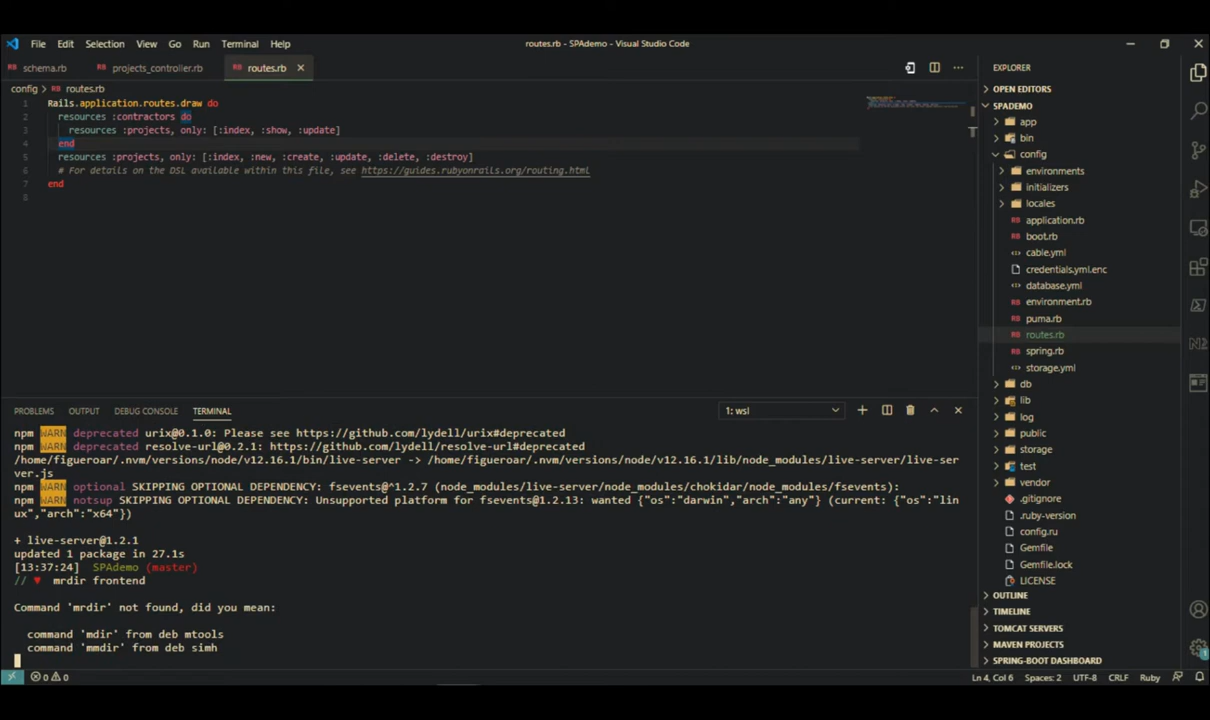 File Edit Selection View Go Run Terminal Help
routes.rb - SPAdemo - Visual Studio Code
schema.rb
projects_controller.rb
routes.rb
config > routes.rb
1 Rails.application.routes.draw do
2 resources :contractors do
3 resources :projects, only: [:index, :show, :update]
4 end
5 resources :projects, only: [:index, :new, :create, :update, :delete, :destroy]
6 # For details on the DSL available within this file, see https://guides.rubyonrails.org/routing.html
7 end
8
PROBLEMS OUTPUT DEBUG CONSOLE TERMINAL
1: wsl
npm WARN deprecated urix@0.1.0: Please see https://github.com/lydell/urix#deprecated
npm WARN deprecated resolve-url@0.2.1: https://github.com/lydell/resolve-url#deprecated
/home/figueroar/.nvm/versions/node/v12.16.1/bin/live-server -> /home/figueroar/.nvm/versions/node/v12.16.1/lib/node_modules/live-server/live-ser
ver.js
npm WARN optional SKIPPING OPTIONAL DEPENDENCY: fsevents@^1.2.7 (node_modules/live-server/node_modules/chokidar/node_modules/fsevents):
npm WARN notsup SKIPPING OPTIONAL DEPENDENCY: Unsupported platform for fsevents@1.2.13: wanted {"os":"darwin","arch":"any"} (current: {"os":"lin
ux","arch":"x64"})
+ live-server@1.2.1
updated 1 package in 27.1s
[13:37:24] SPAdemo (master)
// ♥ mrdir frontend
Command 'mrdir' not found, did you mean:
command 'mdir' from deb mtools
command 'mmdir' from deb simh
EXPLORER
OPEN EDITORS
SPADEMO
app
bin
config
environments
initializers
locales
application.rb
boot.rb
cable.yml
credentials.yml.enc
database.yml
environment.rb
puma.rb
routes.rb
spring.rb
storage.yml
db
lib
log
public
storage
test
vendor
.gitignore
.ruby-version
config.ru
Gemfile
Gemfile.lock
LICENSE
OUTLINE
TIMELINE
TOMCAT SERVERS
MAVEN PROJECTS
SPRING-BOOT DASHBOARD
0 0
Ln 4, Col 6 Spaces: 2 UTF-8 CRLF Ruby